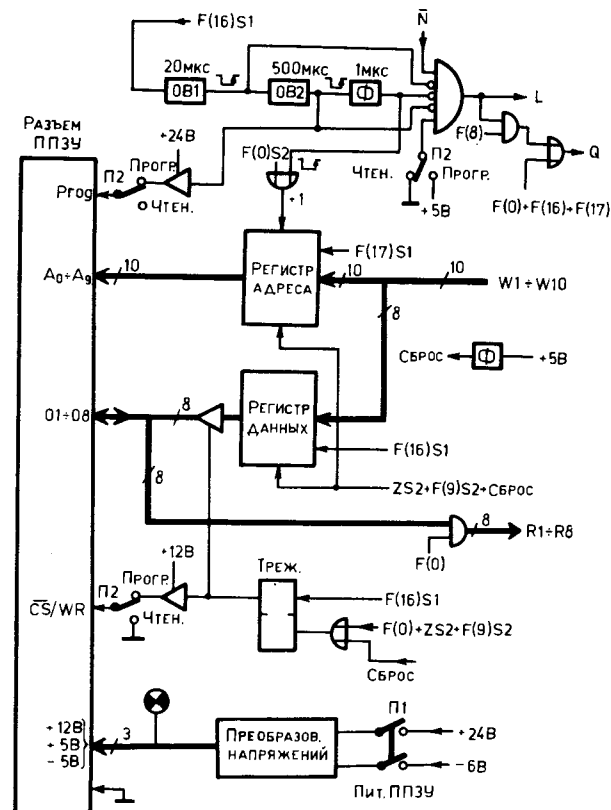 F(16)S1
N̄
20мкс
500мкс
1мкс
ОВ1
ОВ2
Ф
L
F(8)
Q
F(0)+F(16)+F(17)
Разъем
ППЗУ
+24В
П2
Прогр.
Чтен.
Prog
F(0)S2
+1
П2
Чтен.
Прогр.
+5В
F(17)S1
A0÷A9
10
Регистр
адреса
10
10
W1÷W10
8
Сброс
Ф
+5В
O1÷O8
8
Регистр
данных
F(16)S1
8
ZS2+F(9)S2+Сброс
8
R1÷R8
F(0)
+12В
П2
Прогр.
Чтен.
C̄S̄/WR
Треж.
F(16)S1
F(0)+ZS2+F(9)S2
Сброс
+12В
+5В
-5В
3
Преобразов.
напряжений
П1
+24В
-6В
Пит. ППЗУ